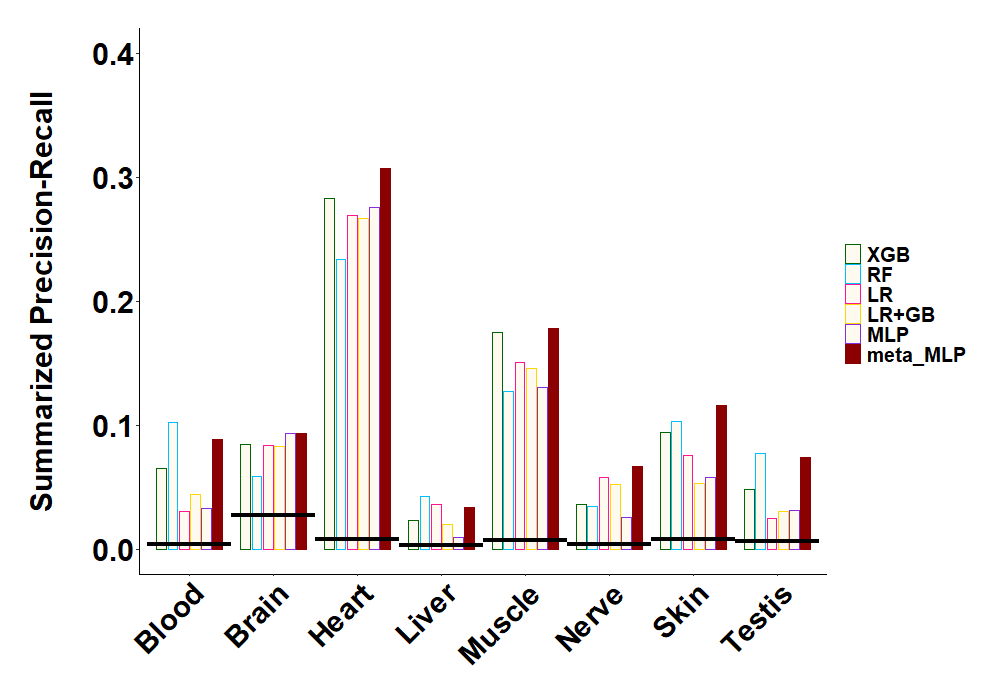 Summarized Precision-Recall
0.4
0.3
0.2
0.1
0.0
Blood
Brain
Heart
Liver
Muscle
Nerve
Skin
Testis
XGB
RF
LR
LR+GB
MLP
meta_MLP